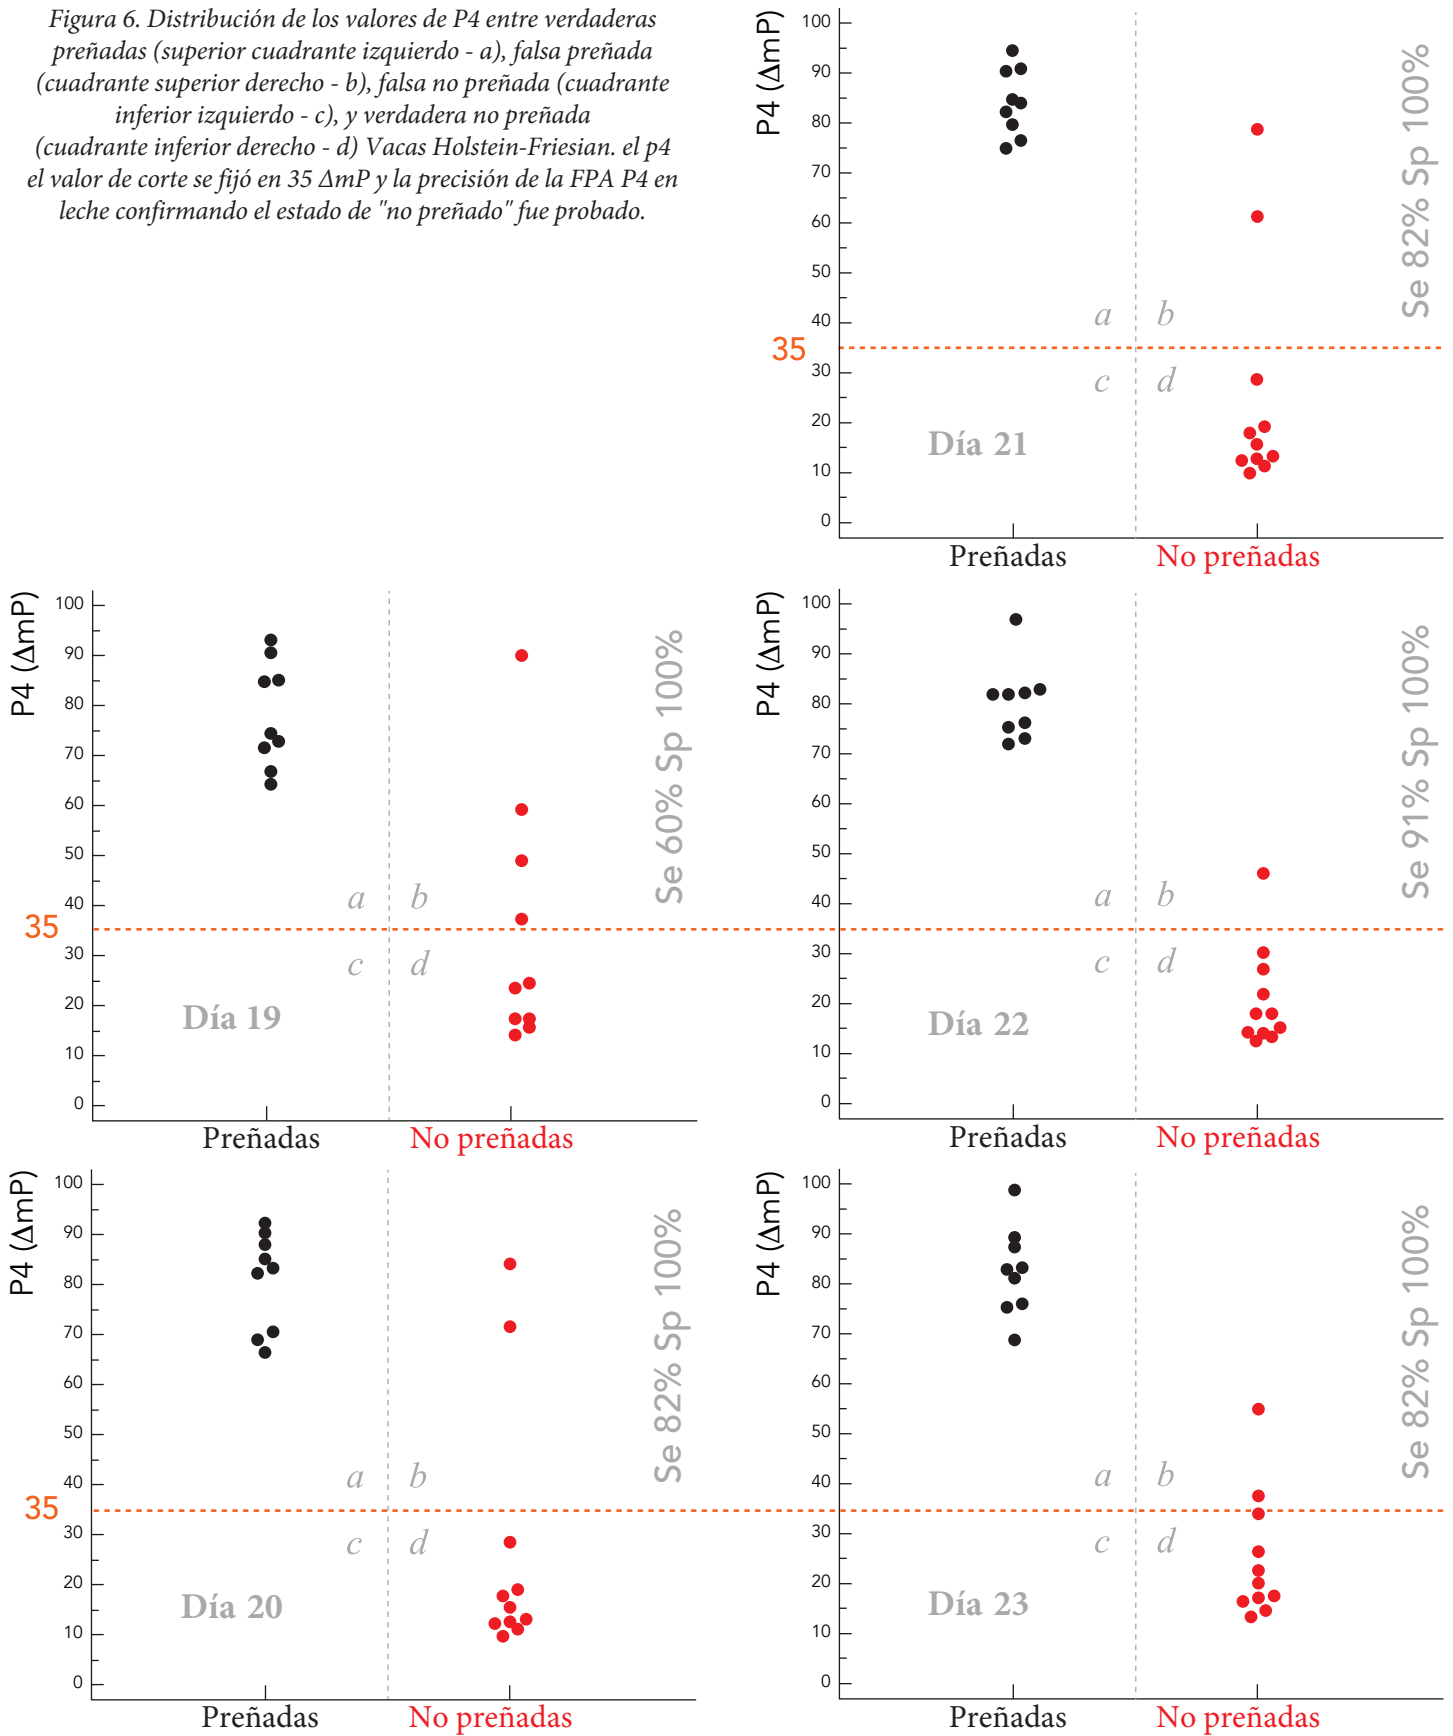 Figura 6. Distribución de los valores de P4 entre verdaderas
preñadas (superior cuadrante izquierdo - a), falsa preñada
(cuadrante superior derecho - b), falsa no preñada (cuadrante
inferior izquierdo - c), y verdadera no preñada
(cuadrante inferior derecho - d) Vacas Holstein-Friesian. el p4
el valor de corte se fijó en 35 ΔmP y la precisión de la FPA P4 en
leche confirmando el estado de "no preñado" fue probado.
P4 (ΔmP)
100
90
80
70
60
50
40
35
30
20
10
0
a
b
c
d
Día 21
Se 82% Sp 100%
Preñadas
No preñadas
P4 (ΔmP)
100
90
80
70
60
50
40
35
30
20
10
0
a
b
c
d
Día 19
Se 60% Sp 100%
Preñadas
No preñadas
P4 (ΔmP)
100
90
80
70
60
50
40
30
20
10
0
a
b
c
d
Día 22
Se 91% Sp 100%
Preñadas
No preñadas
P4 (ΔmP)
100
90
80
70
60
50
40
35
30
20
10
0
a
b
c
d
Día 20
Se 82% Sp 100%
Preñadas
No preñadas
P4 (ΔmP)
100
90
80
70
60
50
40
30
20
10
0
a
b
c
d
Día 23
Se 82% Sp 100%
Preñadas
No preñadas